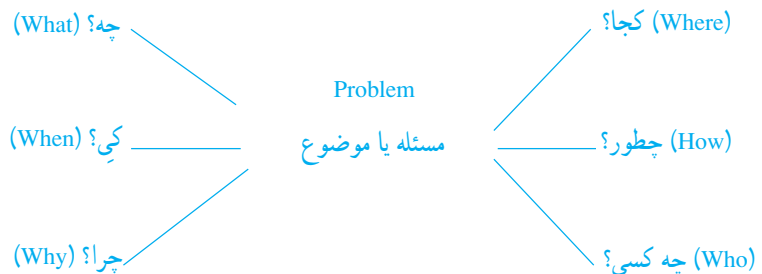 چه؟ (What)
کجا؟ (Where)
Problem
مسئله یا موضوع
کِی؟ (When)
چطور؟ (How)
چرا؟ (Why)
چه کسی؟ (Who)